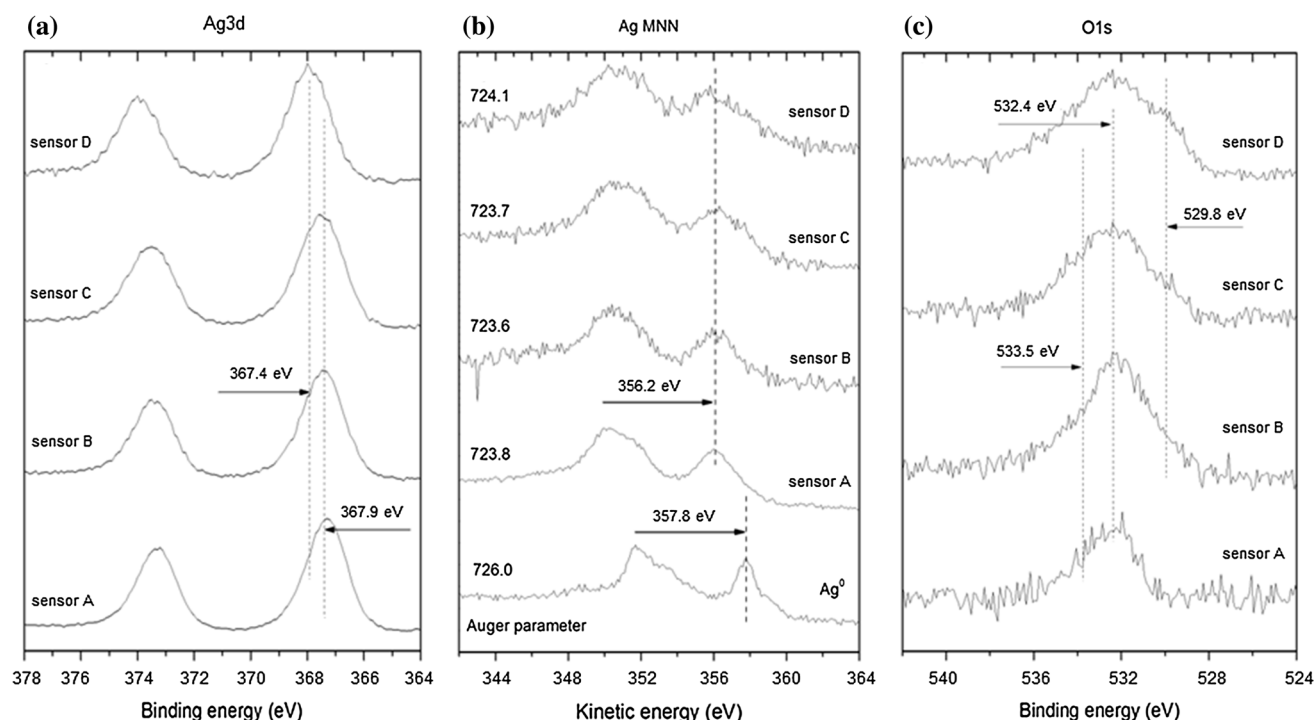 (a)
Ag3d
sensor D
sensor C
367.4 eV
sensor B
367.9 eV
sensor A
378 376 374 372 370 368 366 364
Binding energy (eV)
(b)
Ag MNN
724.1
sensor D
723.7
sensor C
723.6
sensor B
356.2 eV
723.8
sensor A
357.8 eV
726.0
Ag⁰
Auger parameter
344 348 352 356 360 364
Kinetic energy (eV)
(c)
O1s
532.4 eV
sensor D
529.8 eV
sensor C
533.5 eV
sensor B
sensor A
540 536 532 528 524
Binding energy (eV)